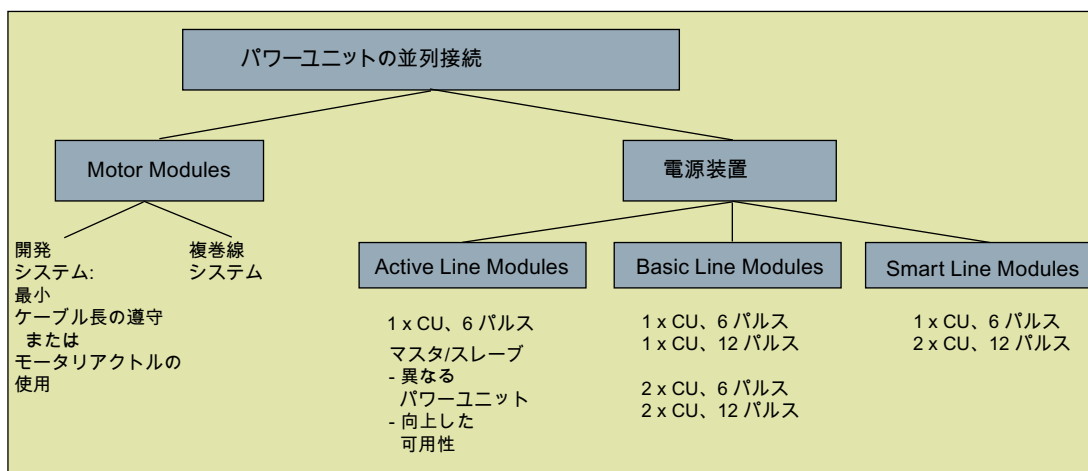 パワーユニットの並列接続
Motor Modules
電源装置
開発
システム:
最小
ケーブル長の遵守
または
モータリアクトルの
使用
複巻線
システム
Active Line Modules
1 x CU、6 パルス
マスタ/スレーブ
- 異なる
パワーユニット
- 向上した
可用性
Basic Line Modules
1 x CU、6 パルス
1 x CU、12 パルス
2 x CU、6 パルス
2 x CU、12 パルス
Smart Line Modules
1 x CU、6 パルス
2 x CU、12 パルス